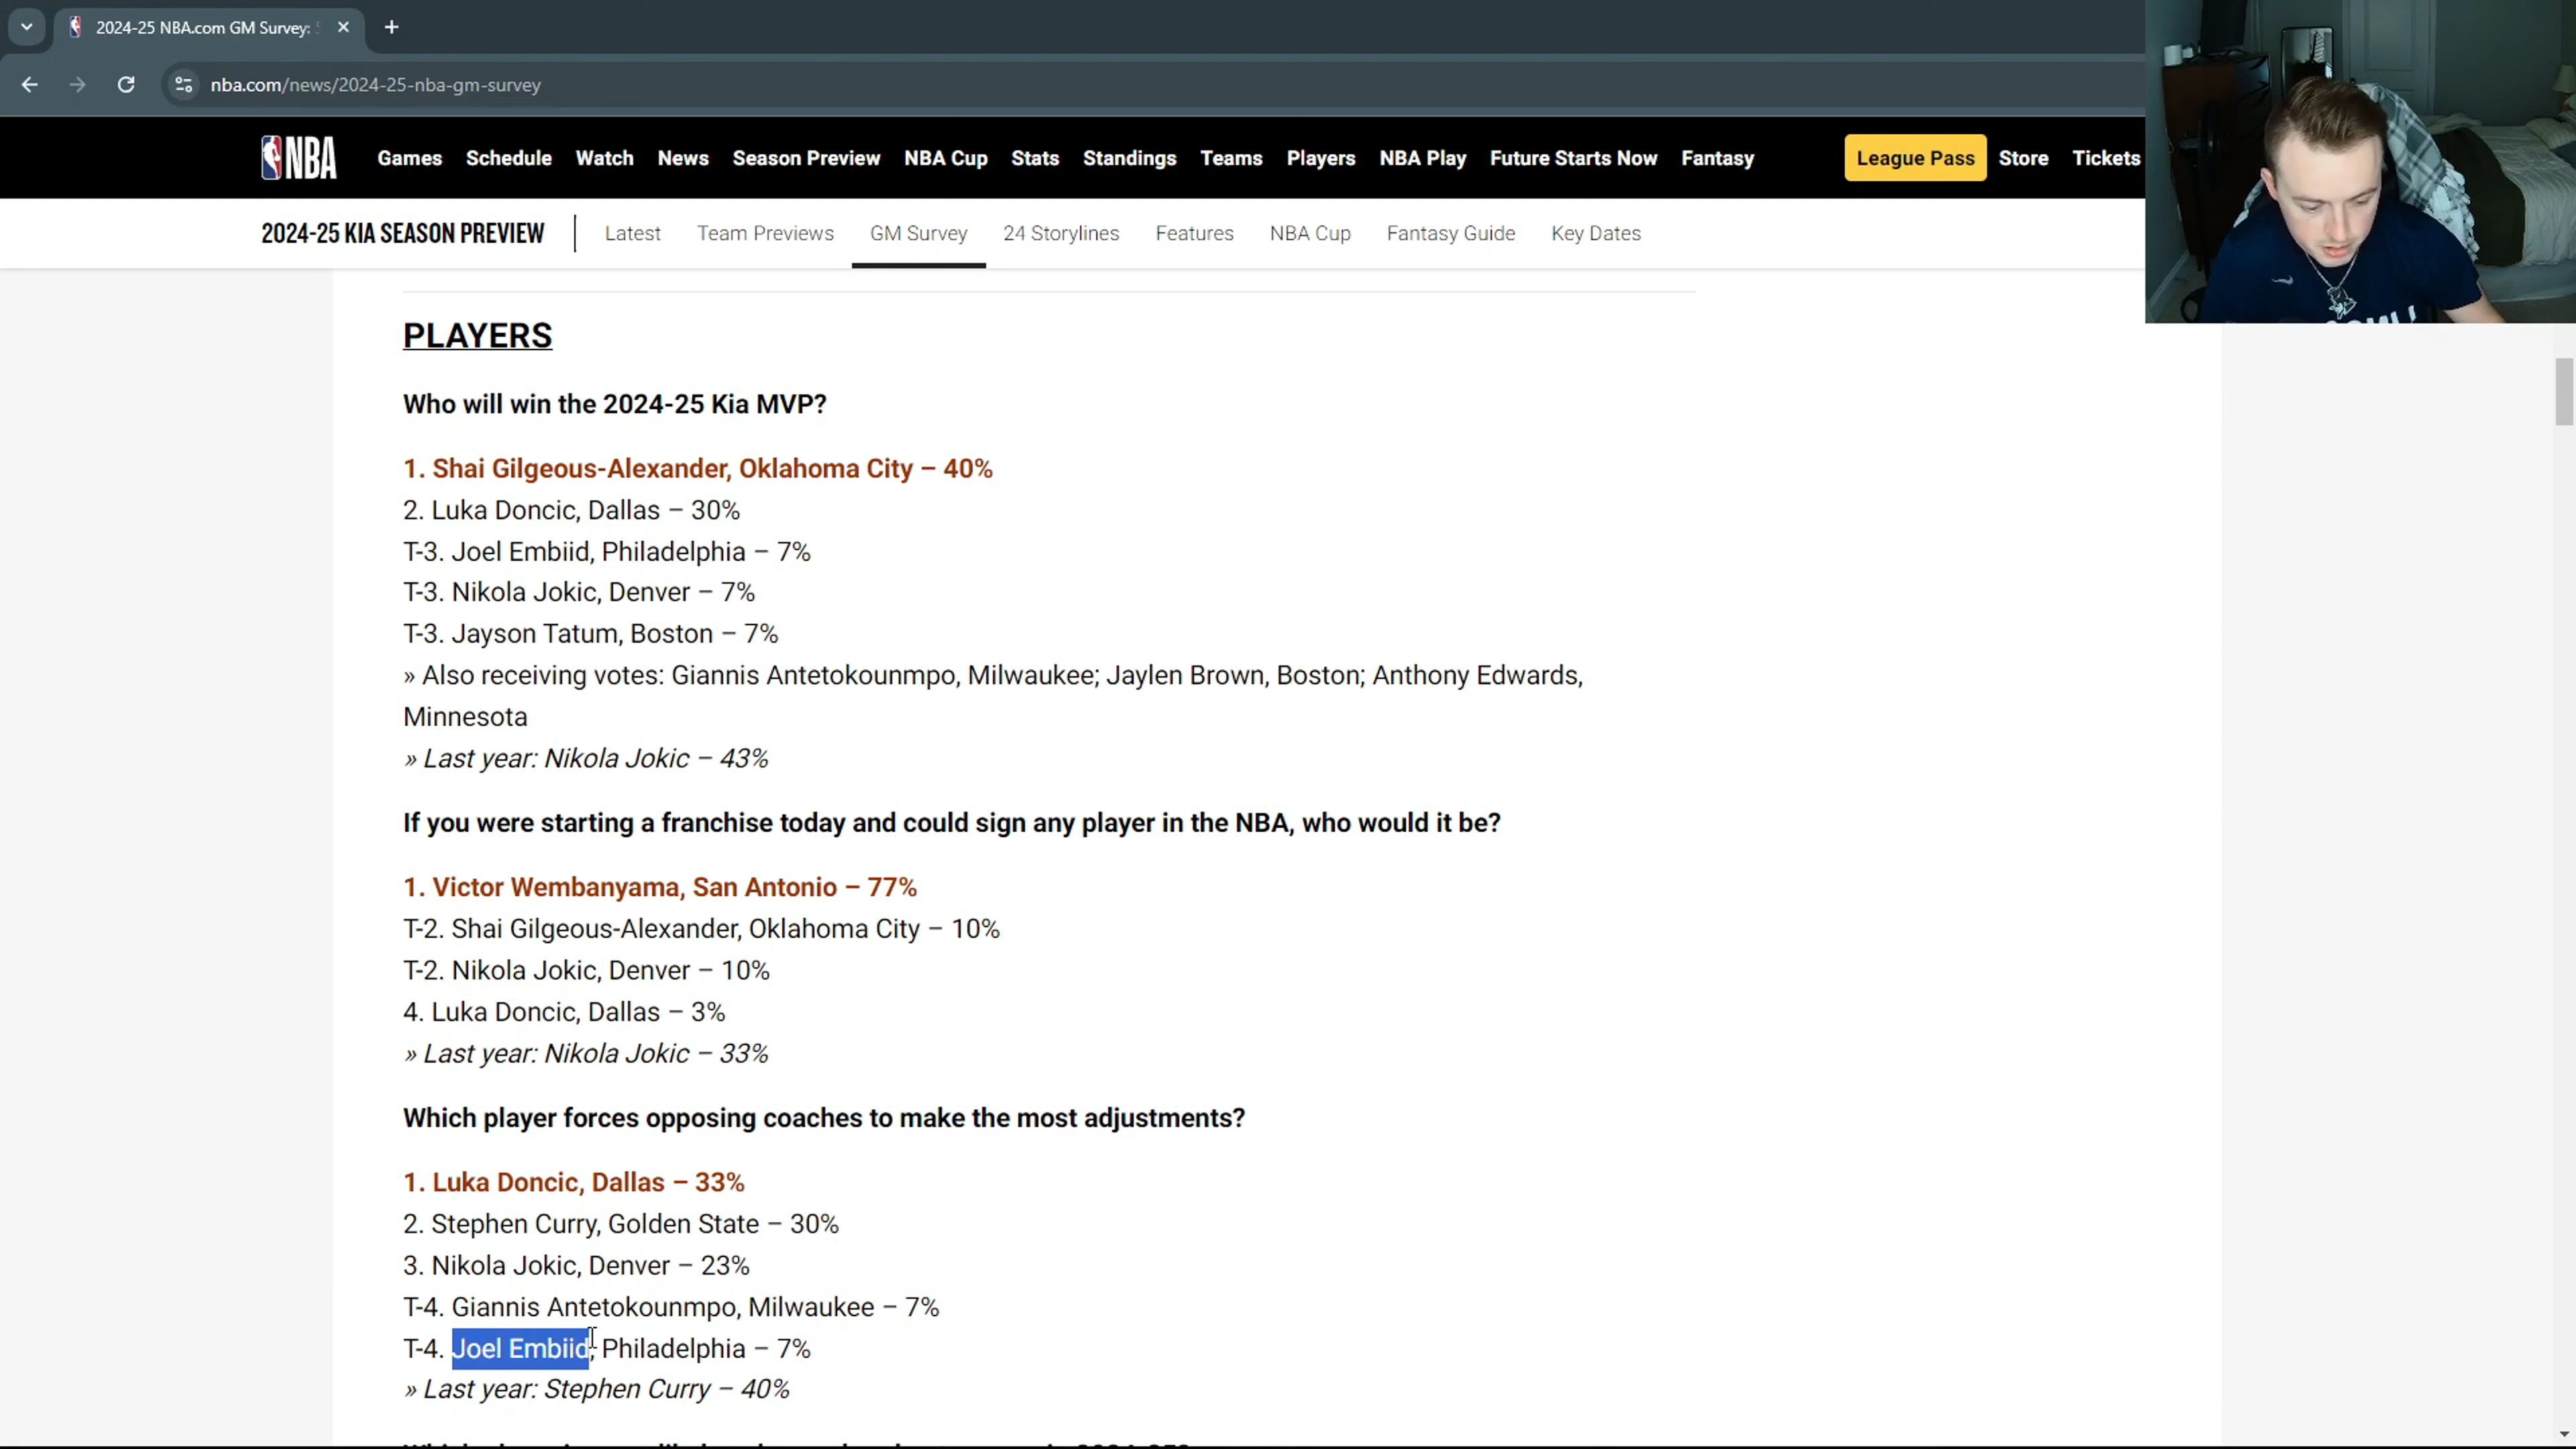 2024-25 NBA.com GM Survey:
nba.com/news/2024-25-nba-gm-survey
NBA Games Schedule Watch News Season Preview NBA Cup Stats Standings Teams Players NBA Play Future Starts Now Fantasy League Pass Store Tickets
2024-25 KIA SEASON PREVIEW Latest Team Previews GM Survey 24 Storylines Features NBA Cup Fantasy Guide Key Dates
PLAYERS
Who will win the 2024-25 Kia MVP?
1. Shai Gilgeous-Alexander, Oklahoma City – 40%
2. Luka Doncic, Dallas – 30%
T-3. Joel Embiid, Philadelphia – 7%
T-3. Nikola Jokic, Denver – 7%
T-3. Jayson Tatum, Boston – 7%
» Also receiving votes: Giannis Antetokounmpo, Milwaukee; Jaylen Brown, Boston; Anthony Edwards,
Minnesota
» Last year: Nikola Jokic – 43%
If you were starting a franchise today and could sign any player in the NBA, who would it be?
1. Victor Wembanyama, San Antonio – 77%
T-2. Shai Gilgeous-Alexander, Oklahoma City – 10%
T-2. Nikola Jokic, Denver – 10%
4. Luka Doncic, Dallas – 3%
» Last year: Nikola Jokic – 33%
Which player forces opposing coaches to make the most adjustments?
1. Luka Doncic, Dallas – 33%
2. Stephen Curry, Golden State – 30%
3. Nikola Jokic, Denver – 23%
T-4. Giannis Antetokounmpo, Milwaukee – 7%
T-4. Joel Embiid, Philadelphia – 7%
» Last year: Stephen Curry – 40%